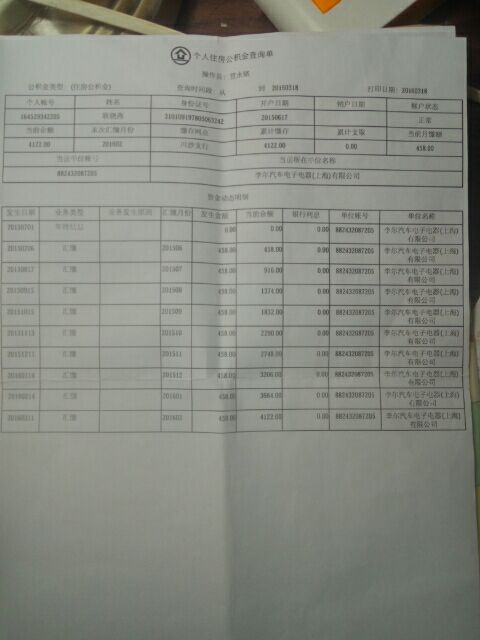 个人住房公积金查询单
操作员:
公积金类型: (住房公积金) 查询时间段: 从 到 20160318 打印日期: 20160318
个人账号 姓名 身份证号 开户日期 销户日期 账户状态
164529342205 310109197803063242 20150617 正常
当前金额 末次汇缴月份 缴存网点 累计缴存 累计支取 当前月缴额
4122.00 201602 川沙支行 4122.00 0.00 458.00
当前单位账号 当前所在单位名称
882432087205 李尔汽车电子电器(上海)有限公司
资金动态明细
发生日期 业务类型 业务发生原因 汇缴月份 发生金额 当前余额 银行利息 单位账号 单位名称
20150701 年终结息 0.00 0.00 0.00 882432087205 李尔汽车电子电器(上海)
有限公司
汇缴 201506 458.00 458.00 0.00 882432087205 李尔汽车电子电器(上海)
有限公司
20150817 汇缴 201507 458.00 916.00 0.00 882432087205 李尔汽车电子电器(上海)
有限公司
20150915 汇缴 201508 458.00 1374.00 0.00 882432087205 李尔汽车电子电器(上海)
有限公司
20151015 汇缴 201509 458.00 1832.00 0.00 882432087205 李尔汽车电子电器(上海)
有限公司
20151113 汇缴 201510 458.00 2290.00 0.00 882432087205 李尔汽车电子电器(上海)
有限公司
20151211 汇缴 201511 458.00 2748.00 0.00 882432087205 李尔汽车电子电器(上海)
有限公司
20160114 汇缴 201512 458.00 3206.00 0.00 882432087205 李尔汽车电子电器(上海)
有限公司
20160214 汇缴 201601 458.00 3664.00 0.00 882432087205 李尔汽车电子电器(上海)
有限公司
20160311 汇缴 201602 458.00 4122.00 0.00 882432087205 李尔汽车电子电器(上海)
有限公司